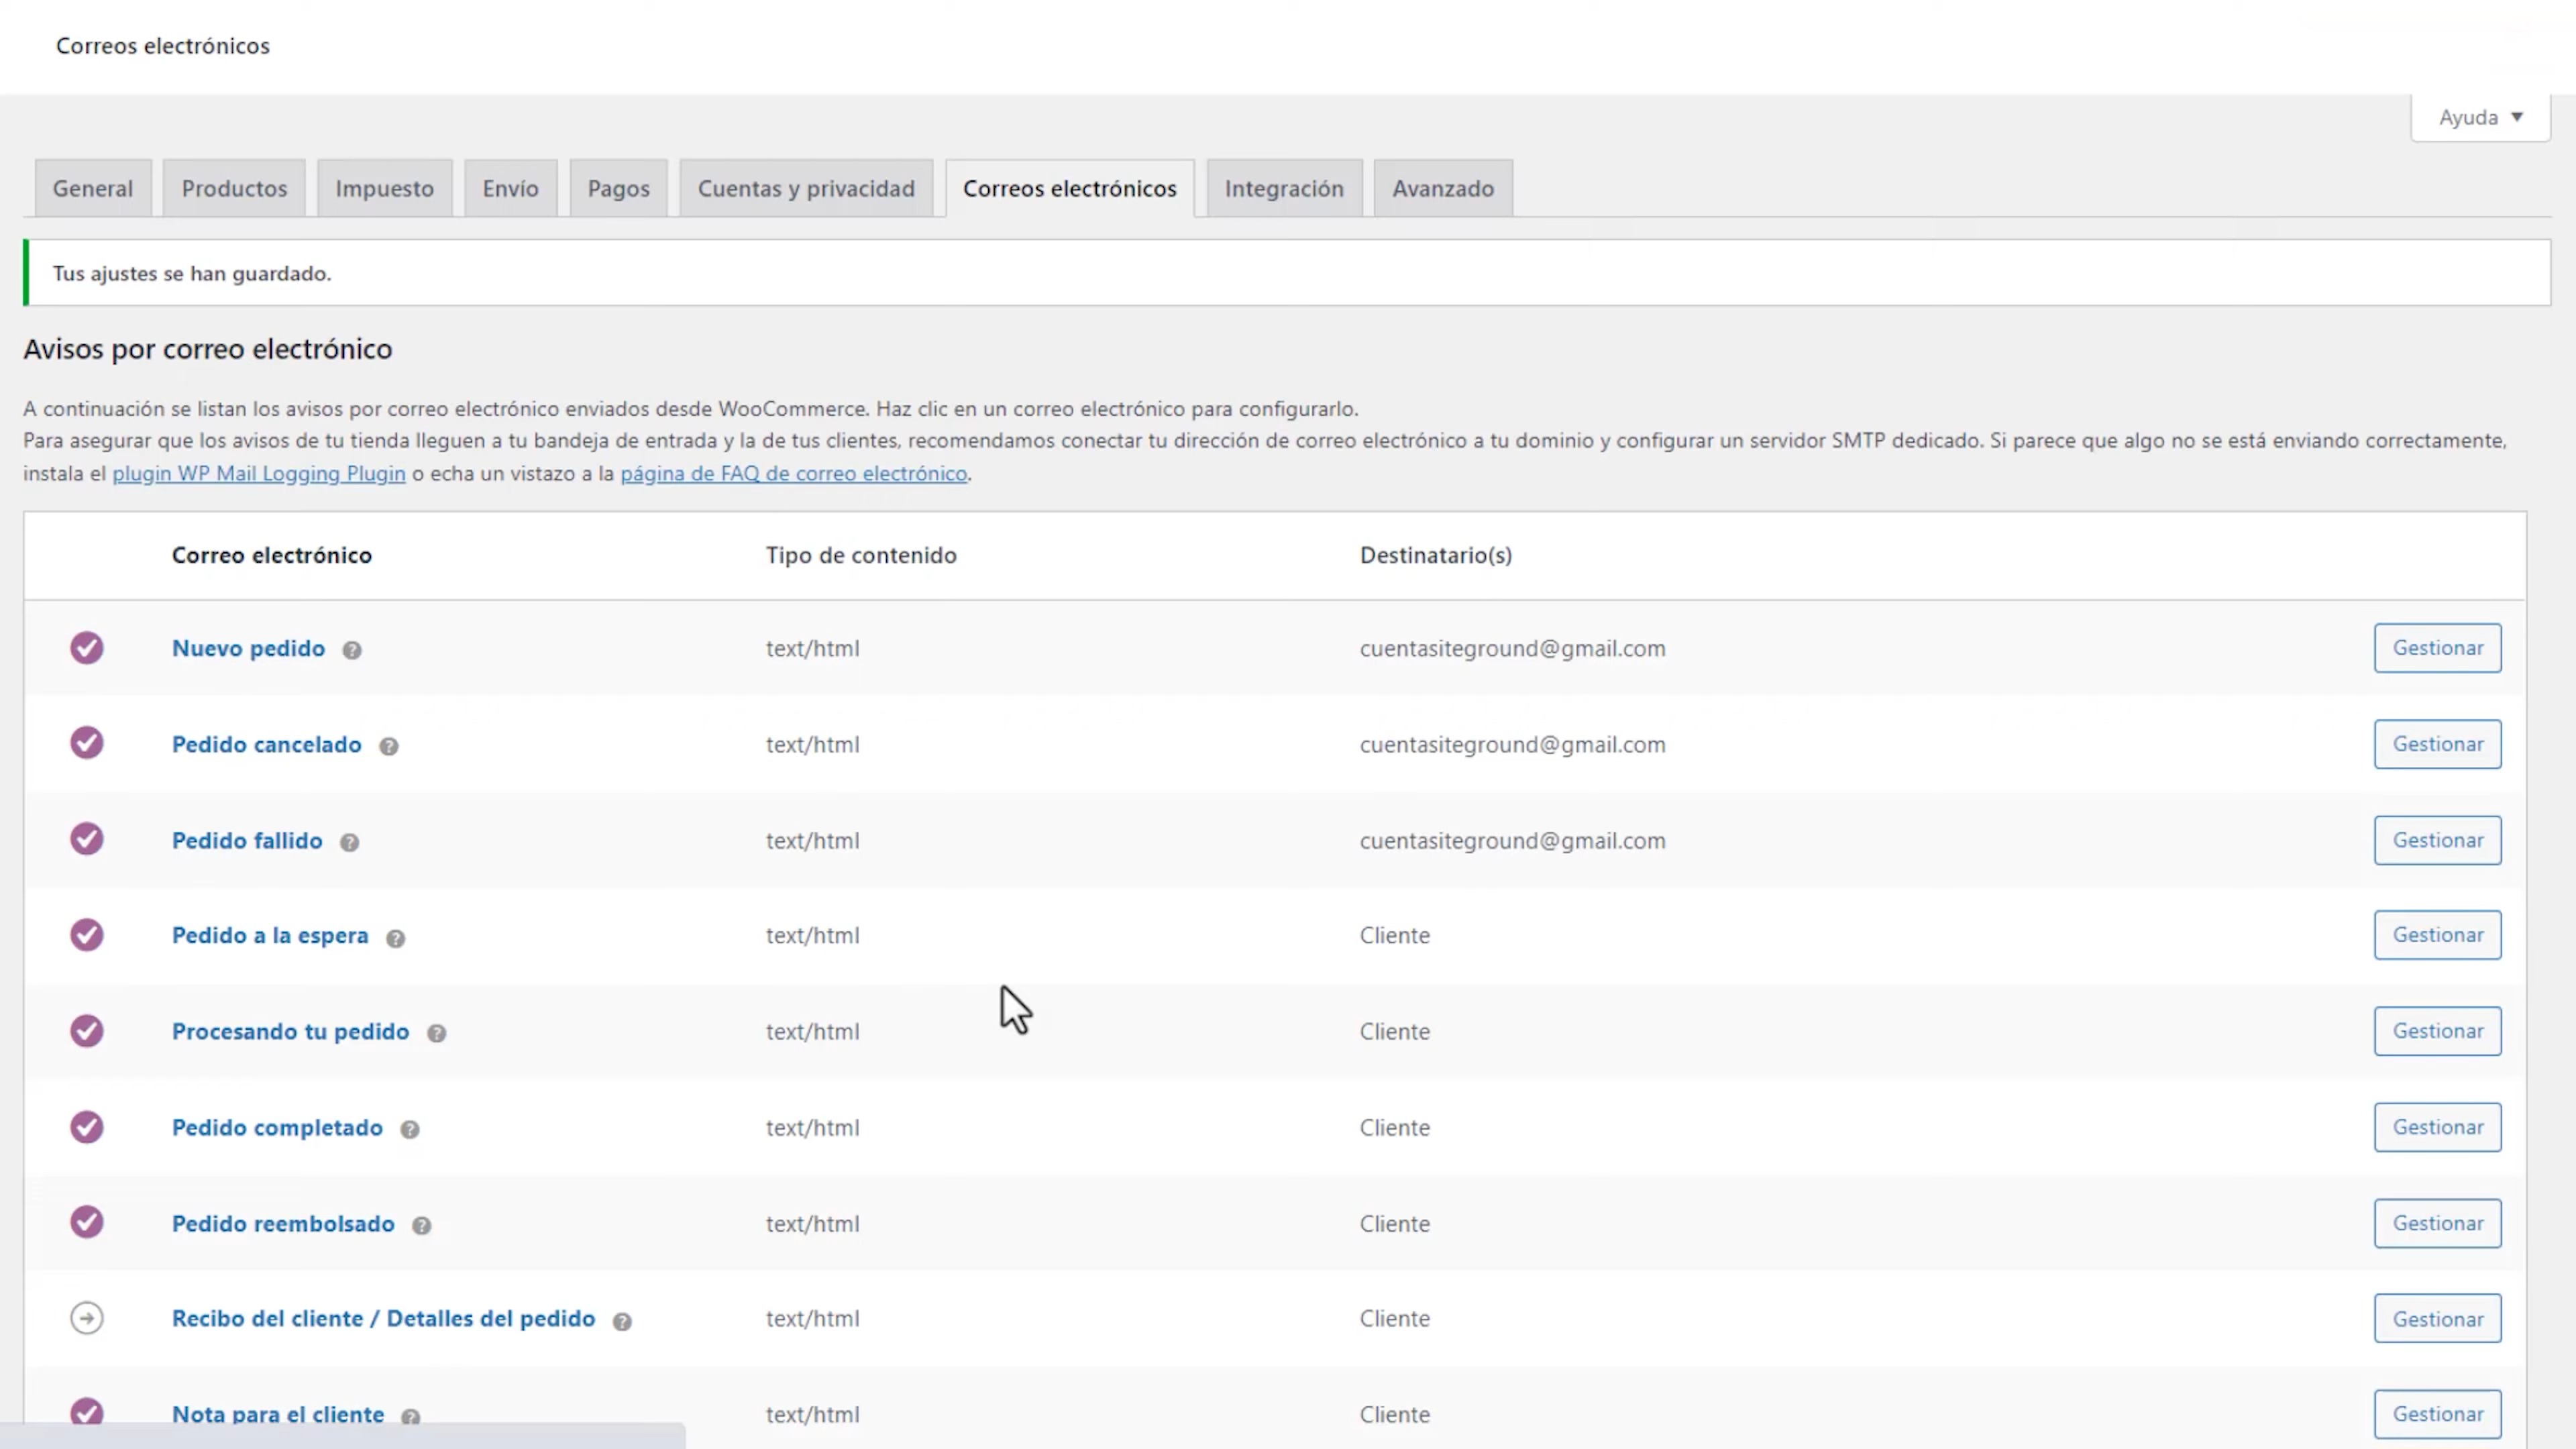 Correos electrónicos
Ayuda
General Productos Impuesto Envío Pagos Cuentas y privacidad Correos electrónicos Integración Avanzado
Tus ajustes se han guardado.
Avisos por correo electrónico
A continuación se listan los avisos por correo electrónico enviados desde WooCommerce. Haz clic en un correo electrónico para configurarlo.
Para asegurar que los avisos de tu tienda lleguen a tu bandeja de entrada y la de tus clientes, recomendamos conectar tu dirección de correo electrónico a tu dominio y configurar un servidor SMTP dedicado. Si parece que algo no se está enviando correctamente,
instala el plugin WP Mail Logging Plugin o echa un vistazo a la página de FAQ de correo electrónico.
Correo electrónico Tipo de contenido Destinatario(s)
Nuevo pedido ? text/html cuentasiteground@gmail.com Gestionar
Pedido cancelado ? text/html cuentasiteground@gmail.com Gestionar
Pedido fallido ? text/html cuentasiteground@gmail.com Gestionar
Pedido a la espera ? text/html Cliente Gestionar
Procesando tu pedido ? text/html Cliente Gestionar
Pedido completado ? text/html Cliente Gestionar
Pedido reembolsado ? text/html Cliente Gestionar
Recibo del cliente / Detalles del pedido ? text/html Cliente Gestionar
Nota para el cliente ? text/html Cliente Gestionar